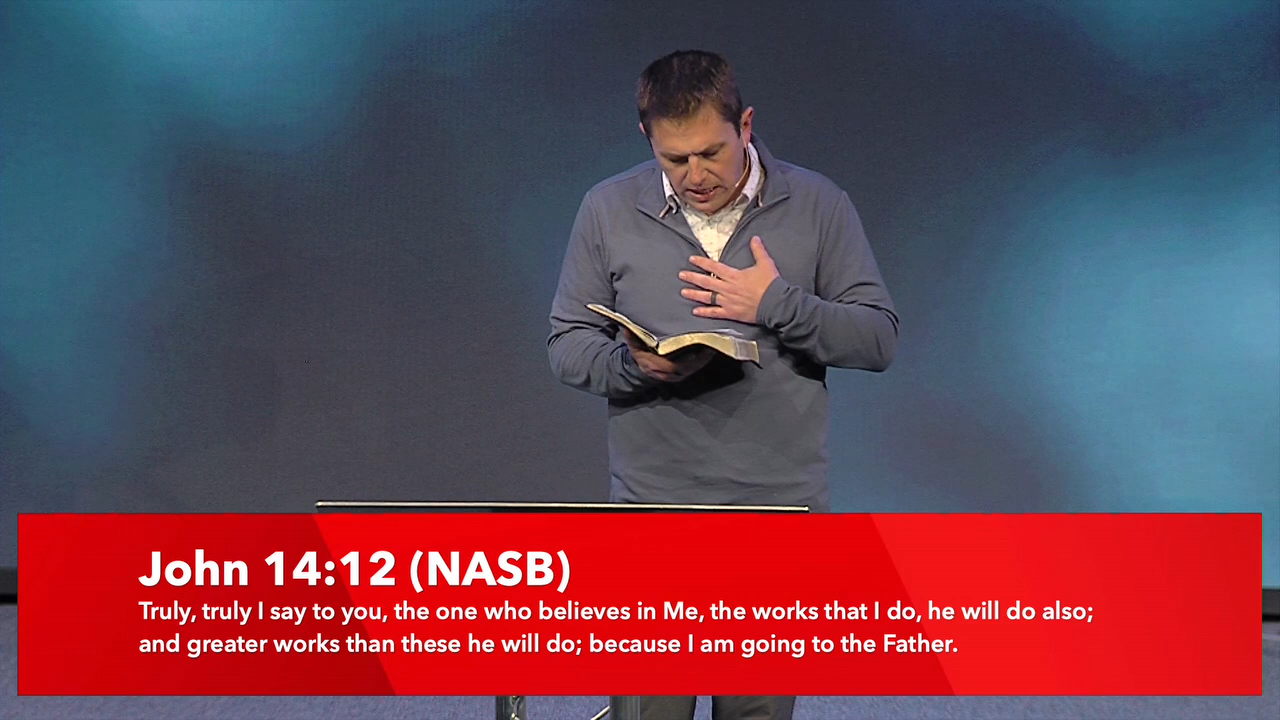 John 14:12 (NASB)
Truly, truly I say to you, the one who believes in Me, the works that I do, he will do also;
and greater works than these he will do; because I am going to the Father.